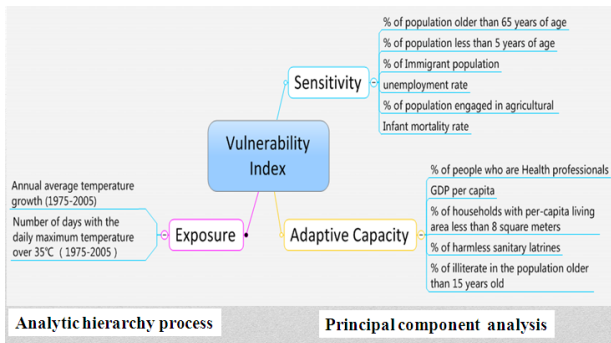 % of population older than 65 years of age
% of population less than 5 years of age
% of Immigrant population
unemployment rate
% of population engaged in agricultural
Infant mortality rate
Sensitivity
Vulnerability
Index
Annual average temperature
growth (1975-2005)
Number of days with the
daily maximum temperature
over 35℃ ( 1975-2005 )
Exposure
Adaptive Capacity
% of people who are Health professionals
GDP per capita
% of households with per-capita living
area less than 8 square meters
% of harmless sanitary latrines
% of illiterate in the population older
than 15 years old
Analytic hierarchy process
Principal component analysis